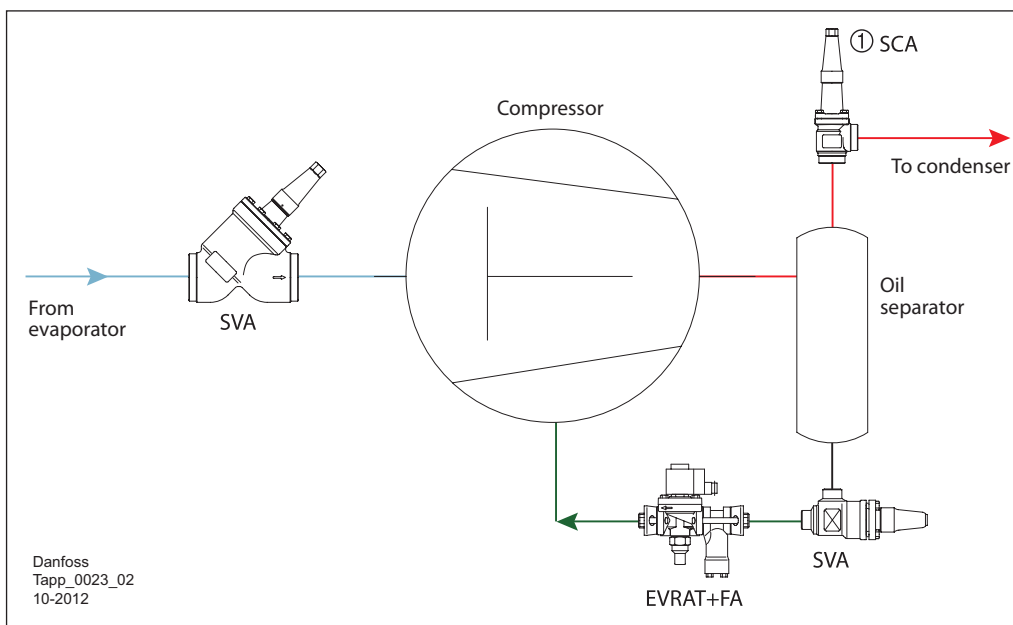 ① SCA
Compressor
To condenser
From
evaporator
SVA
Oil
separator
SVA
EVRAT+FA
Danfoss
Tapp_0023_02
10-2012